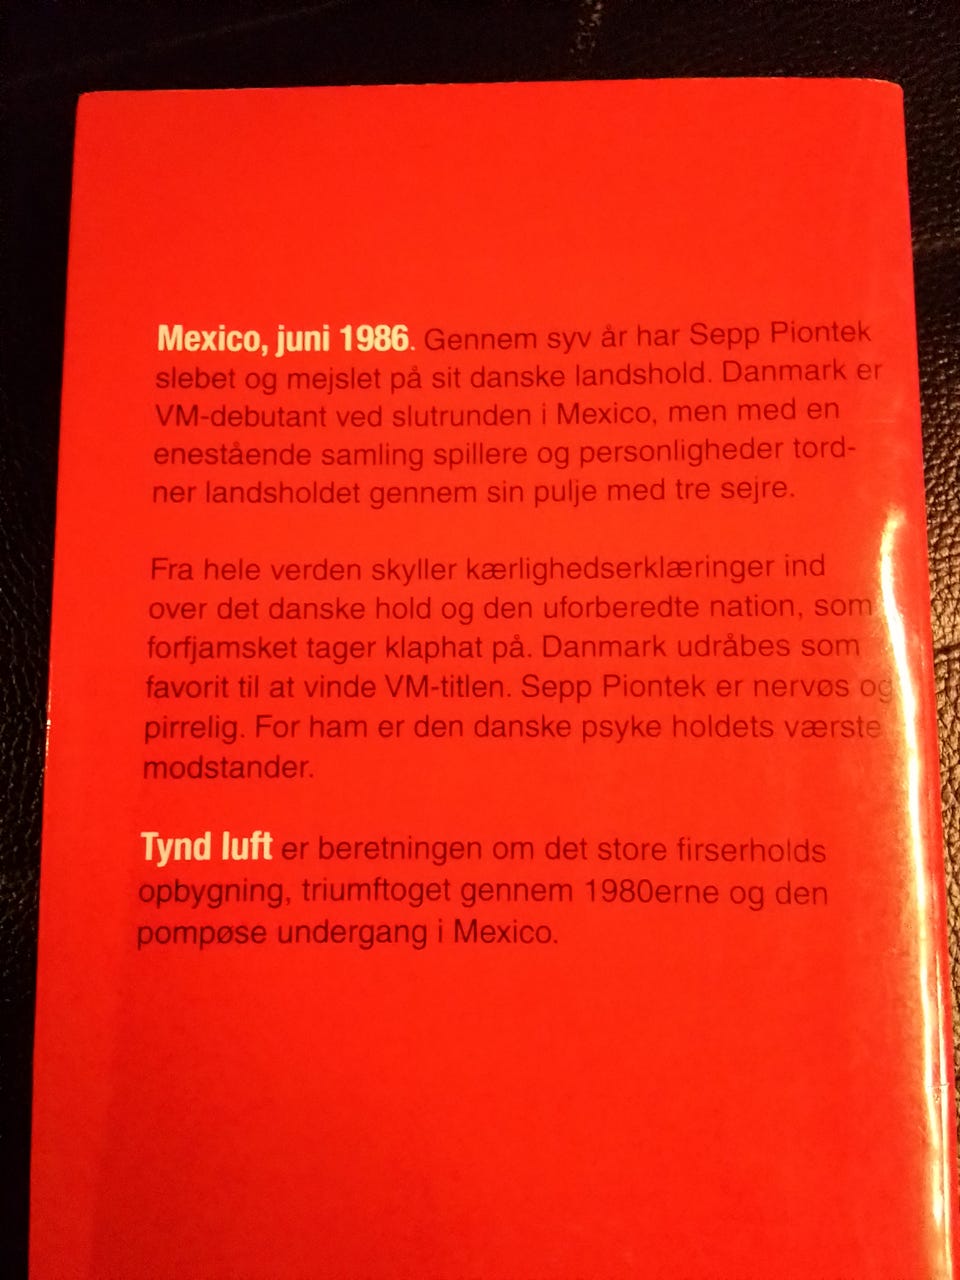 Mexico, juni 1986. Gennem syv år har Sepp Piontek
slebet og mejslet på sit danske landshold. Danmark er
VM-debutant ved slutrunden i Mexico, men med en
enestående samling spillere og personligheder tord-
ner landsholdet gennem sin pulje med tre sejre.
Fra hele verden skyller kærlighedserklæringer ind
over det danske hold og den uforberedte nation, som
forfjamsket tager klaphat på. Danmark udråbes som
favorit til at vinde VM-titlen. Sepp Piontek er nervøs og
pirrelig. For ham er den danske psyke holdets værste
modstander.
Tynd luft er beretningen om det store firserholds
opbygning, triumftoget gennem 1980erne og den
pompøse undergang i Mexico.